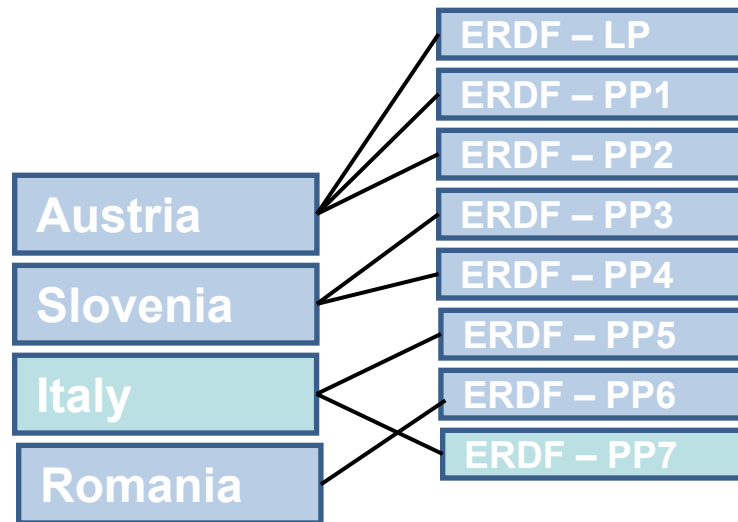 Austria
Slovenia
Italy
Romania
ERDF – LP
ERDF – PP1
ERDF – PP2
ERDF – PP3
ERDF – PP4
ERDF – PP5
ERDF – PP6
ERDF – PP7